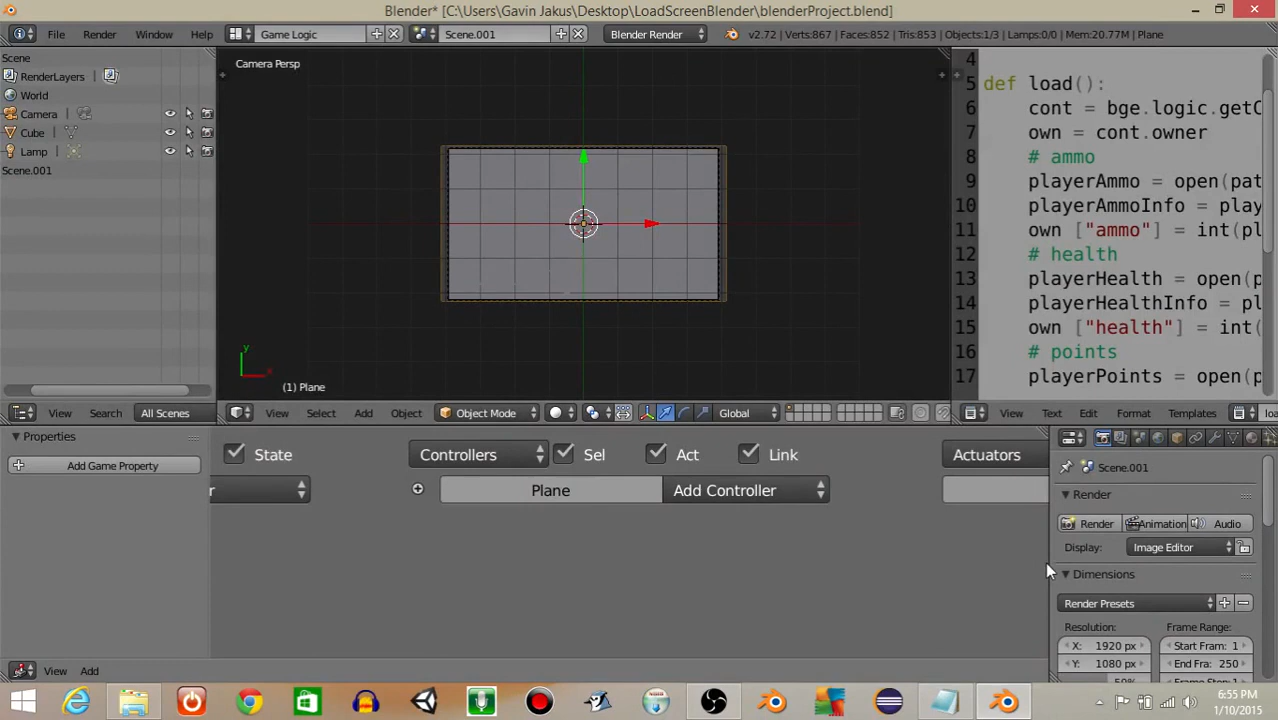 Blender* [C:\Users\Gavin Jakus\Desktop\LoadScreenBlender\blenderProject.blend]
File Render Window Help Game Logic Scene.001 Blender Render v2.72 | Verts:867 | Faces:852 | Tris:853 | Objects:1/3 | Lamps:0/0 | Mem:20.77M | Plane
Scene
RenderLayers
World
Camera
Cube
Lamp
Scene.001
View Search All Scenes
Camera Persp
y
x
(1) Plane
View Select Add Object Object Mode Global
4
5 def load():
6 cont = bge.logic.getC
7 own = cont.owner
8 # ammo
9 playerAmmo = open(pat
10 playerAmmoInfo = play
11 own ["ammo"] = int(pl
12 # health
13 playerHealth = open(p
14 playerHealthInfo = pl
15 own ["health"] = int(
16 # points
17 playerPoints = open(p
View Text Edit Format Templates loa
Properties
Add Game Property
State Controllers Sel Act Link Actuators
r Plane Add Controller
View Add
Scene.001
Render
Render Animation Audio
Display: Image Editor
Dimensions
Render Presets
Resolution: Frame Range:
X: 1920 px Start Fram: 1
Y: 1080 px End Fra: 250
50% Frame Step: 1
6:55 PM
1/10/2015